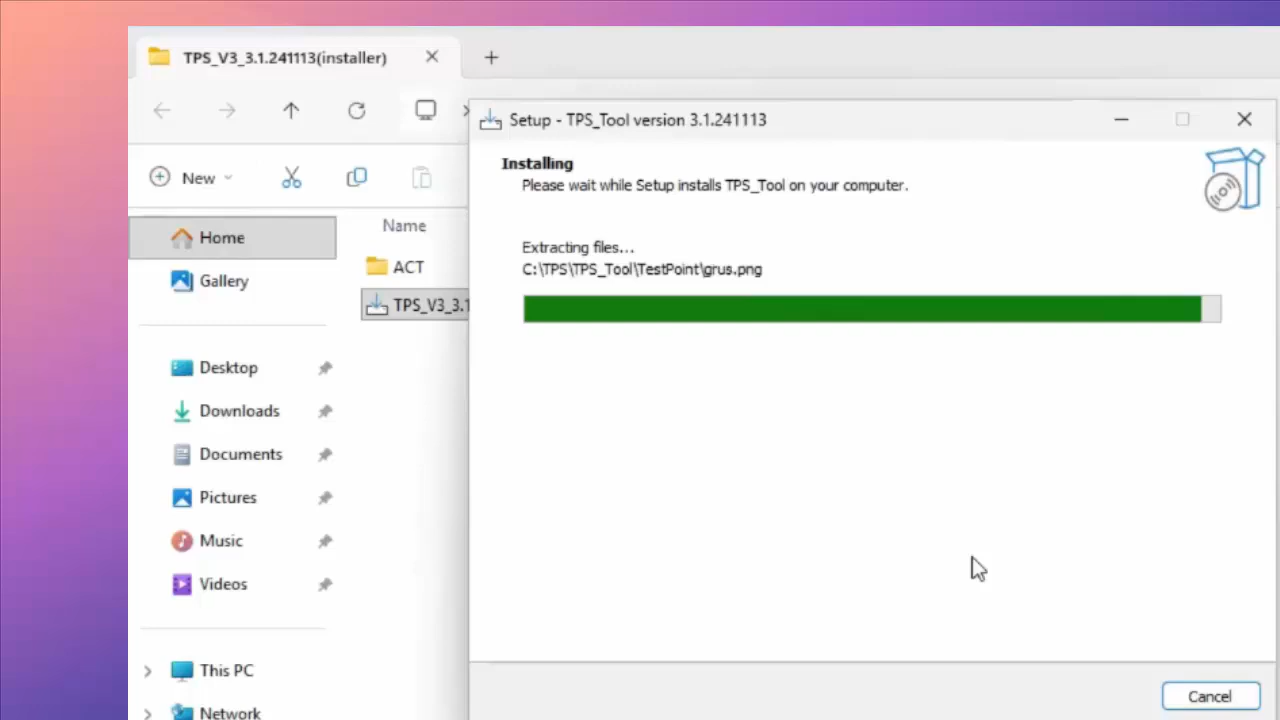 TPS_V3_3.1.241113(installer)
Setup - TPS_Tool version 3.1.241113
Installing
Please wait while Setup installs TPS_Tool on your computer.
New
Name
Home
ACT
Extracting files...
C:\TPS\TPS_Tool\TestPoint\grus.png
Gallery
TPS_V3_3.1
Desktop
Downloads
Documents
Pictures
Music
Videos
This PC
Network
Cancel